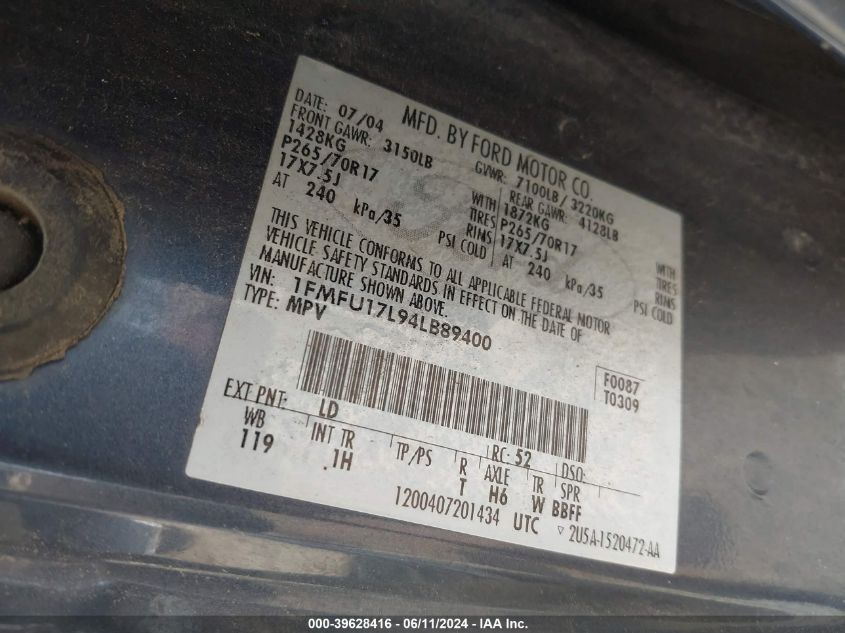 MFD. BY FORD MOTOR CO.
DATE: 07/04 GVWR: 7100LB / 3220KG
FRONT GAWR: 3150LB REAR GAWR: 4128LB
1428KG WITH 1872KG WITH
P265/70R17 TIRES P265/70R17 TIRES
17X7.5J RIMS 17X7.5J RIMS
AT 240 kPa/35 PSI COLD AT 240 kPa/35 PSI COLD
THIS VEHICLE CONFORMS TO ALL APPLICABLE FEDERAL MOTOR
VEHICLE SAFETY STANDARDS IN EFFECT ON THE DATE OF
MANUFACTURE SHOWN ABOVE.
VIN: 1FMFU17L94LB89400
TYPE: MPV
F0087
T0309
EXT PNT: LD RC: 52 DSO:
WB INT TR TP/PS R AXLE TR SPR
119 .1H T H6 W BBFF
1200407201434 UTC ▽ 2U5A-1520472-AA
000-39628416 - 06/11/2024 - IAA Inc.